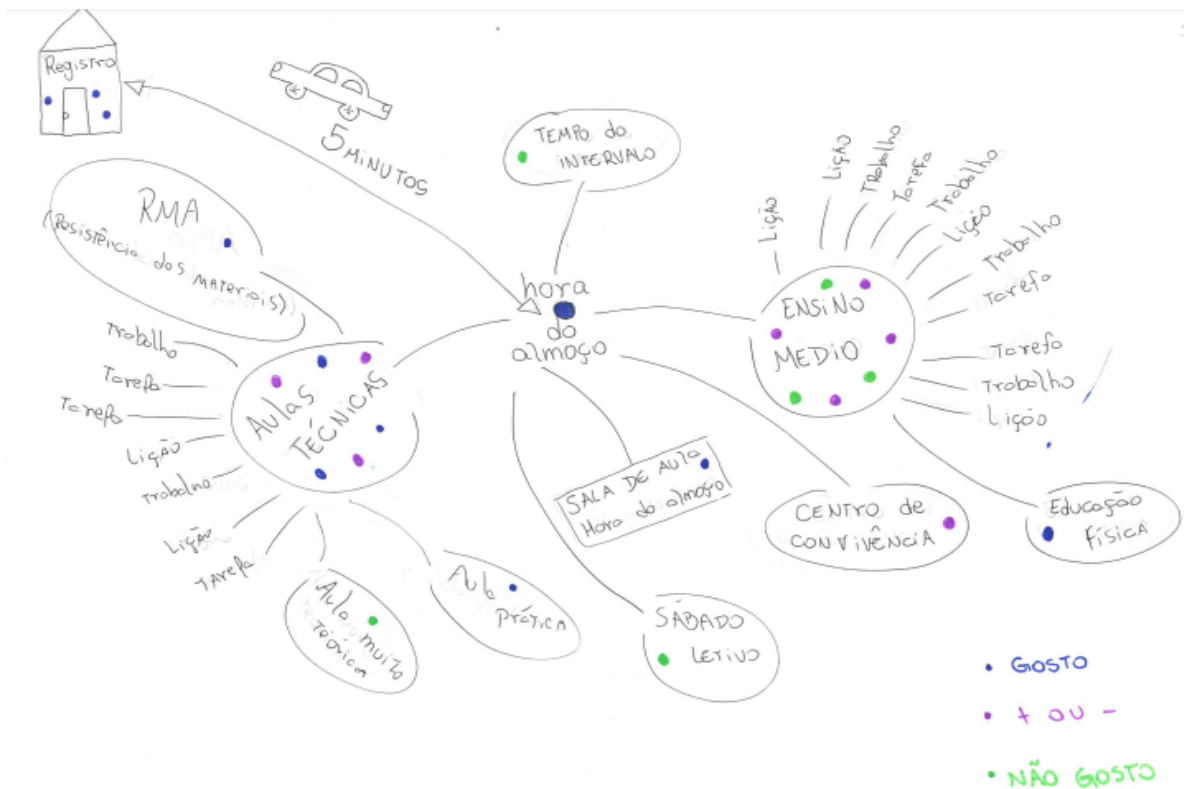 Registro
5 MINUTOS
TEMPO do
INTERVALO
RMA
(Resistência dos MATERIAIS)
hora
do
almoço
Lição
Lição
TRabalho
Tarefa
Trabalho
Lição
Trabalho
Tarefa
ENSINO
MÉDIO
Tarefa
Trabalho
Lição
Trabalho
Tarefa
Tarefa
Lição
Trabalho
Lição
TArefa
AULAS
TÉCNICAS
SALA DE AULA
Hora do almoço
CENTRO de
CONVIVÊNCIA
Educação
FÍSICA
Aula muito
Teórica
Aula
prática
SÁBADO
LETIVO
GOSTO
+ OU -
NÃO GOSTO